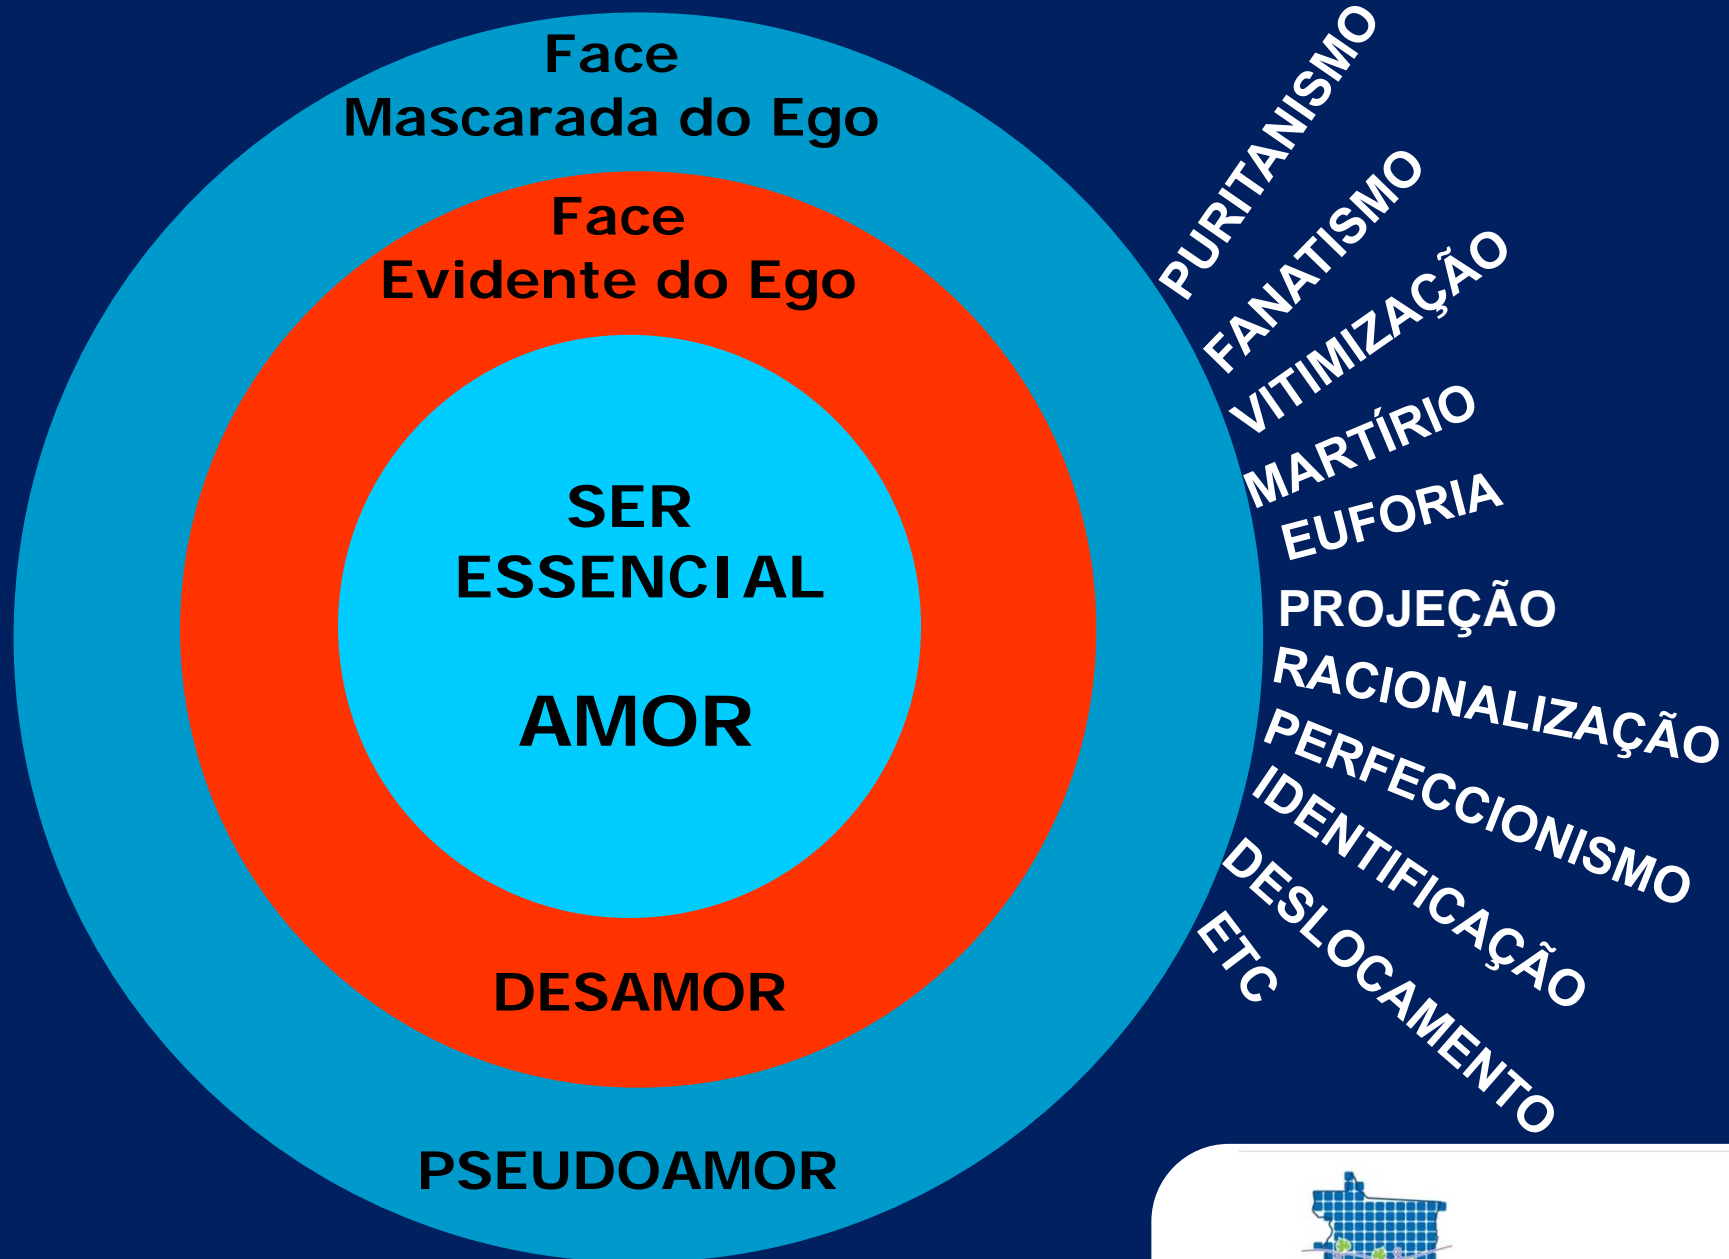 Face
Mascarada do Ego
Face
Evidente do Ego
SER
ESSENCIAL
AMOR
DESAMOR
PSEUDOAMOR
PURITANISMO
FANATISMO
VITIMIZAÇÃO
MARTÍRIO
EUFORIA
PROJEÇÃO
RACIONALIZAÇÃO
PERFECCIONISMO
IDENTIFICAÇÃO
DESLOCAMENTO
ETC